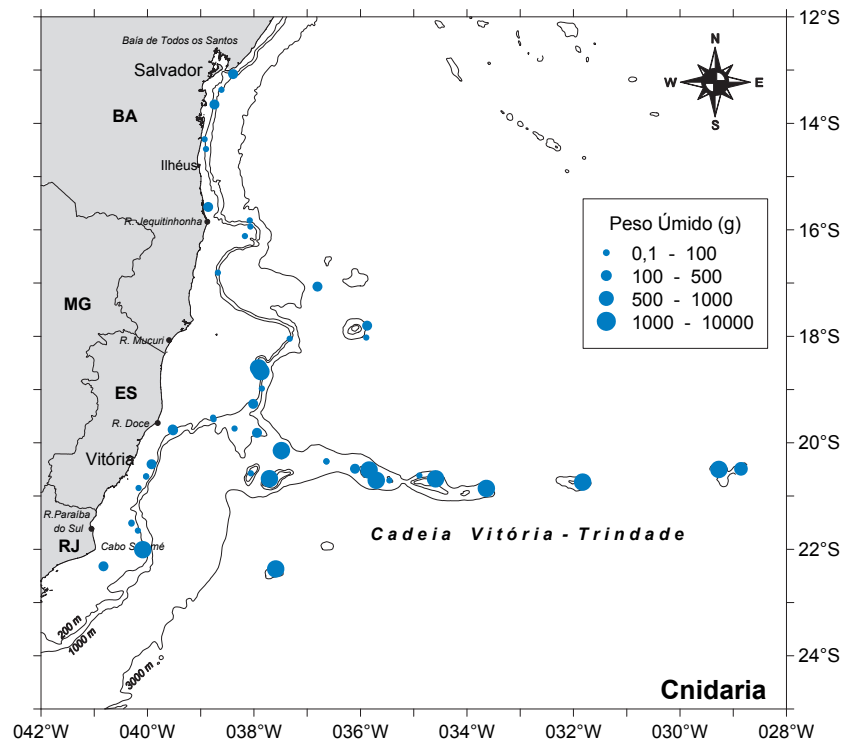 12°S
14°S
16°S
18°S
20°S
22°S
24°S
042°W
040°W
038°W
036°W
034°W
032°W
030°W
028°W
N
W
E
S
Baía de Todos os Santos
Salvador
BA
Ilhéus
R. Jequitinhonha
MG
R. Mucuri
ES
R. Doce
Vitória
R.Paraíba
do Sul
RJ
Cabo
200 m
1000 m
3000 m
Peso Úmido (g)
0,1 - 100
100 - 500
500 - 1000
1000 - 10000
Cadeia Vitória - Trindade
Cnidaria